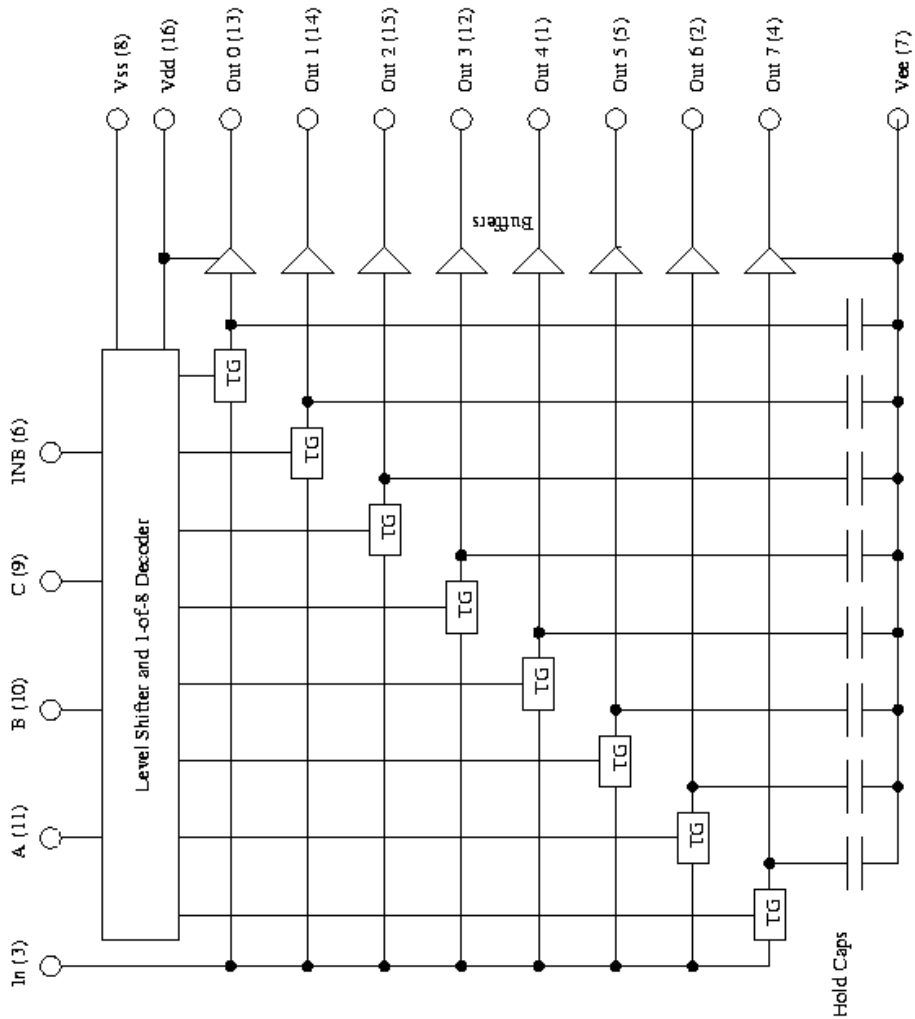 Vss (8)
Vdd (16)
Out 0 (13)
Out 1 (14)
Out 2 (15)
Out 3 (12)
Out 4 (1)
Out 5 (5)
Out 6 (2)
Out 7 (4)
Vee (7)
Buffers
INB (6)
C (9)
B (10)
A (11)
In (3)
Level Shifter and 1-of-8 Decoder
TG
TG
TG
TG
TG
TG
TG
TG
Hold Caps